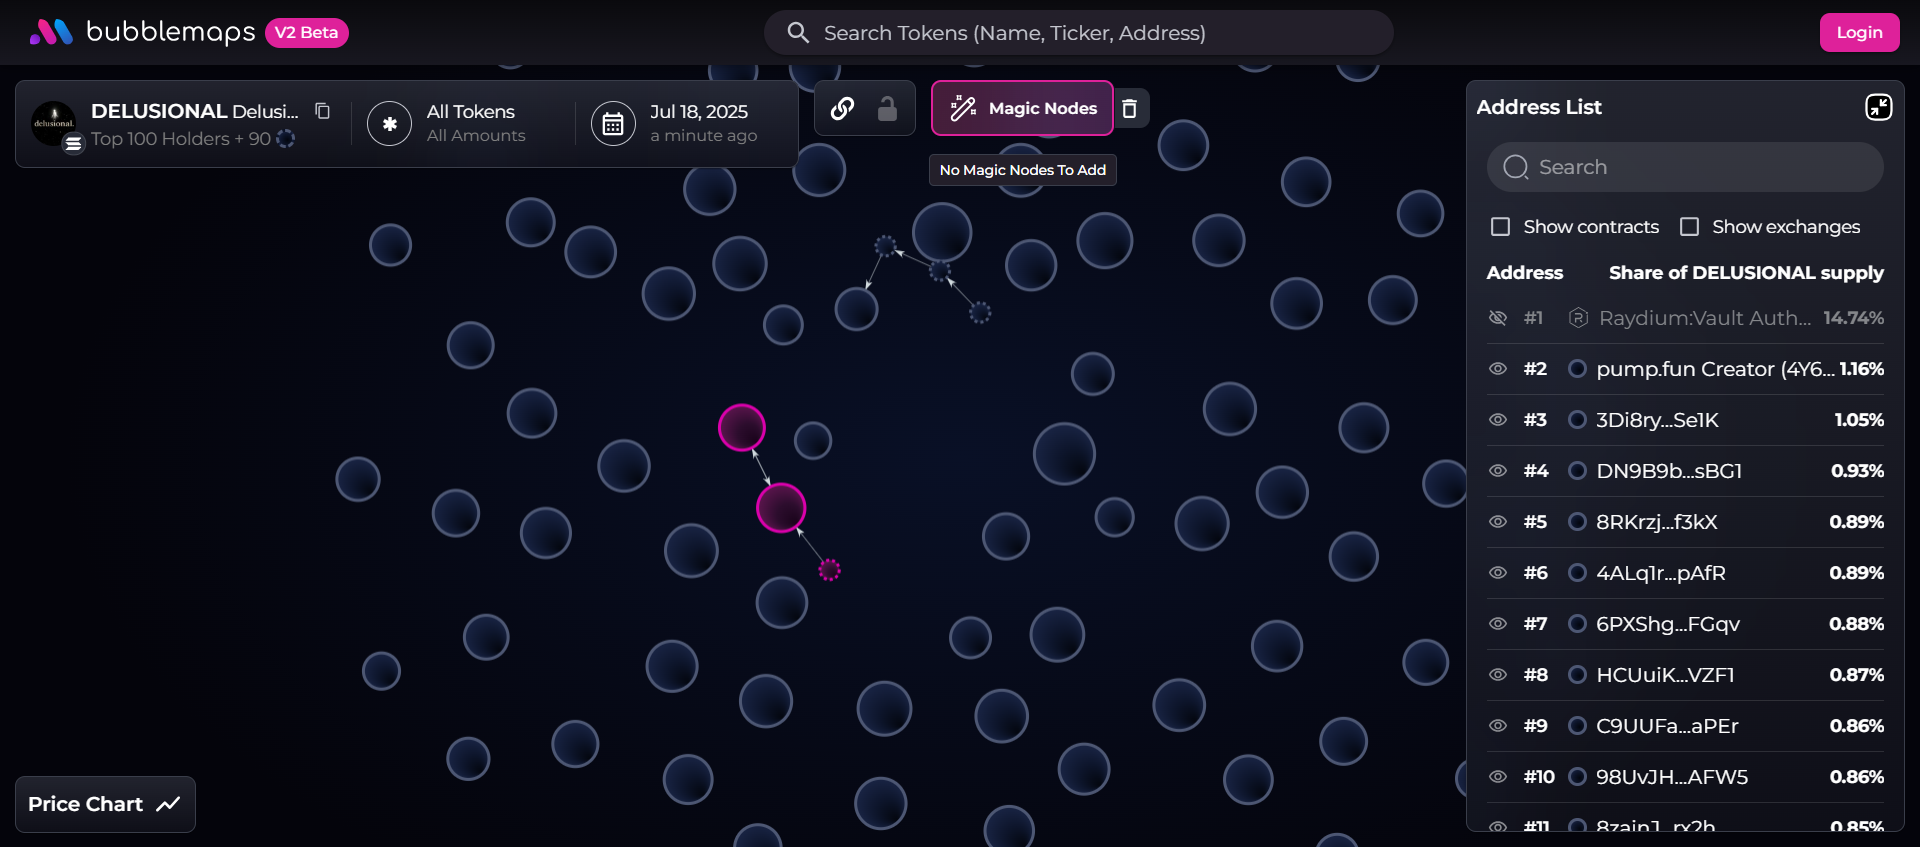 bubblemaps V2 Beta
Search Tokens (Name, Ticker, Address)
Login
delusional.
DELUSIONAL Delusi...
Top 100 Holders + 90
All Tokens
All Amounts
Jul 18, 2025
a minute ago
Magic Nodes
No Magic Nodes To Add
Address List
Search
Show contracts
Show exchanges
Address Share of DELUSIONAL supply
#1 Raydium:Vault Auth... 14.74%
#2 pump.fun Creator (4Y6... 1.16%
#3 3Di8ry...Se1K 1.05%
#4 DN9B9b...sBG1 0.93%
#5 8RKrzj...f3kX 0.89%
#6 4ALq1r...pAfR 0.89%
#7 6PXShg...FGqv 0.88%
#8 HCUuiK...VZF1 0.87%
#9 C9UUFa...aPEr 0.86%
#10 98UvJH...AFW5 0.86%
#11 0.85%
Price Chart